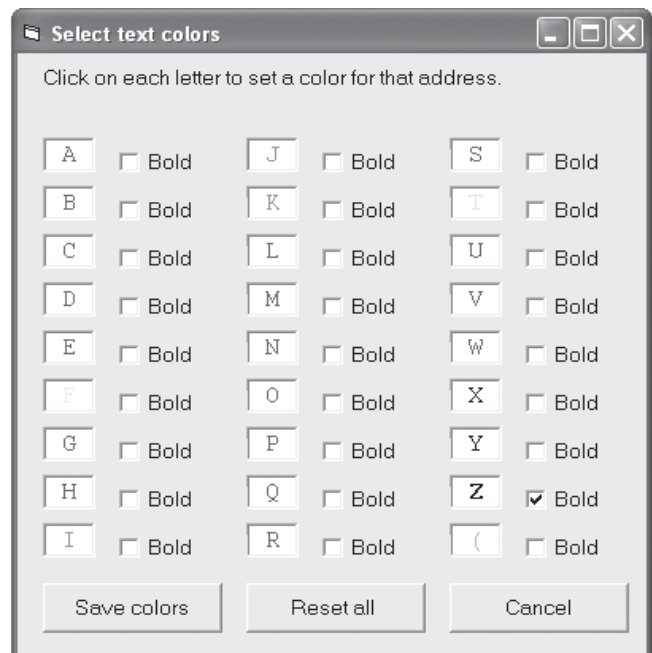 Select text colors
Click on each letter to set a color for that address.
A Bold J Bold S Bold
B Bold K Bold T Bold
C Bold L Bold U Bold
D Bold M Bold V Bold
E Bold N Bold W Bold
F Bold O Bold X Bold
G Bold P Bold Y Bold
H Bold Q Bold Z Bold
I Bold R Bold ( Bold
Save colors Reset all Cancel